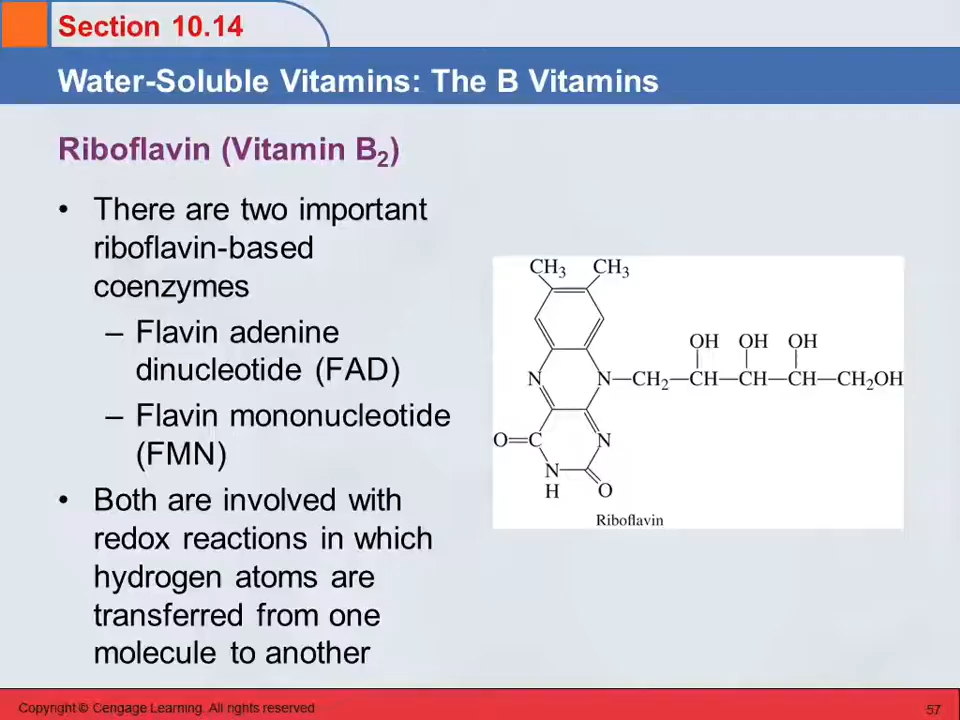 Section 10.14
Water-Soluble Vitamins: The B Vitamins
Riboflavin (Vitamin B₂)
• There are two important
riboflavin-based
coenzymes
– Flavin adenine
dinucleotide (FAD)
– Flavin mononucleotide
(FMN)
• Both are involved with
redox reactions in which
hydrogen atoms are
transferred from one
molecule to another
CH₃ CH₃
OH OH OH
N N—CH₂—CH—CH—CH—CH₂OH
O=C N
N
H O
Riboflavin
Copyright © Cengage Learning. All rights reserved
57